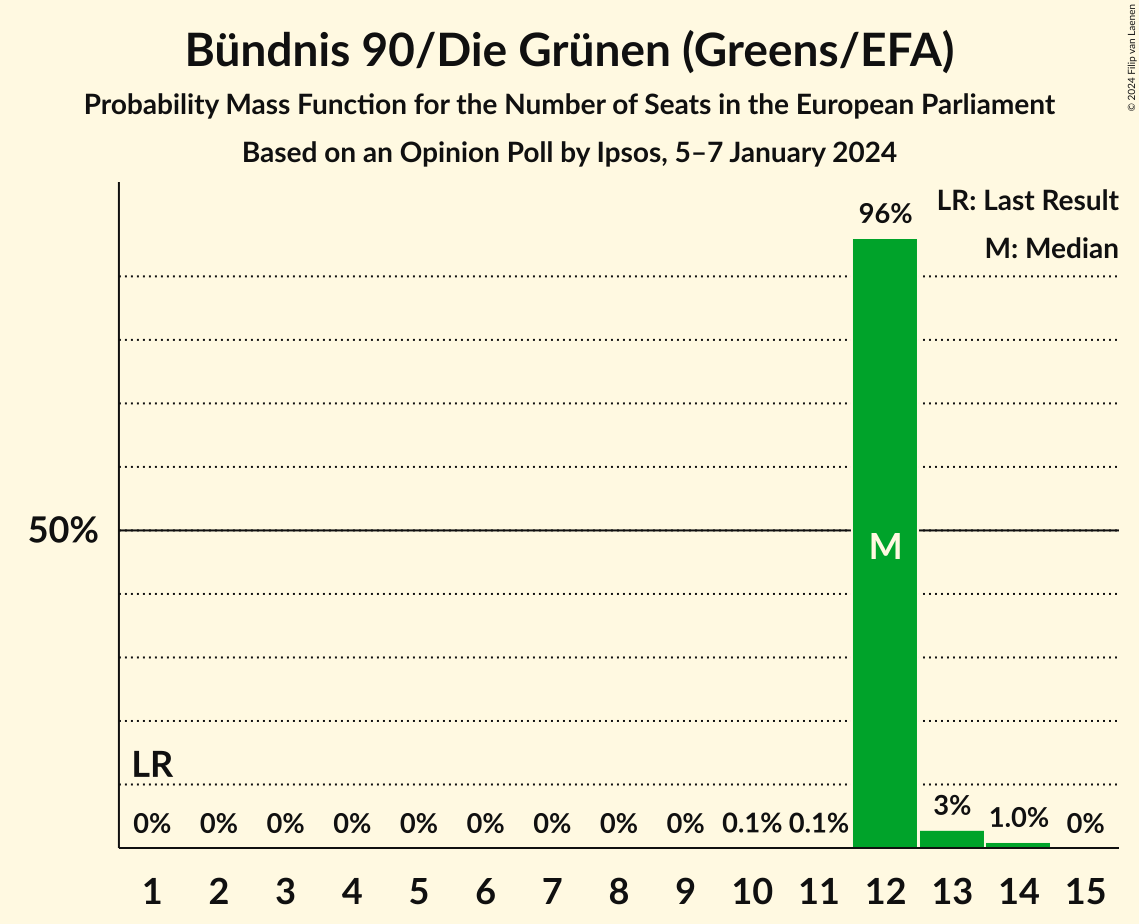 Bündnis 90/Die Grünen (Greens/EFA)
Probability Mass Function for the Number of Seats in the European Parliament
Based on an Opinion Poll by Ipsos, 5–7 January 2024
© 2024 Filip van Laenen
LR: Last Result
M: Median
96%
50%
M
LR
0% 0% 0% 0% 0% 0% 0% 0% 0% 0.1% 0.1% 3% 1.0% 0%
1 2 3 4 5 6 7 8 9 10 11 12 13 14 15